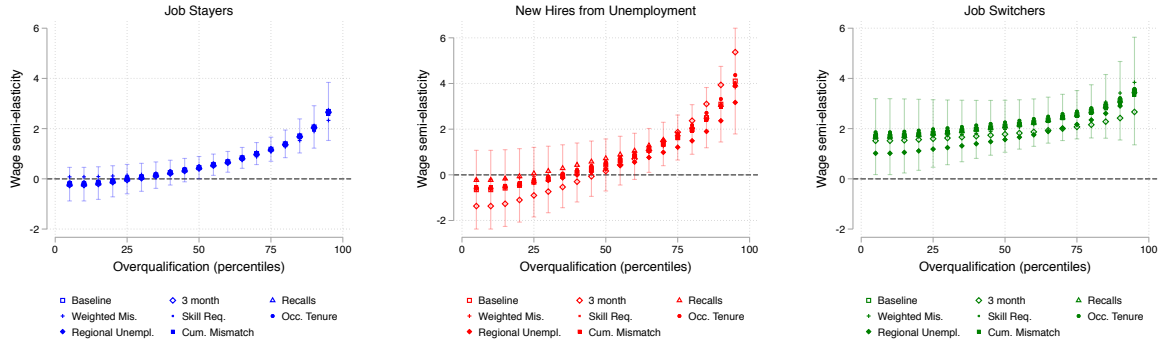 Job Stayers
Wage semi-elasticity
6
4
2
0
-2
0
25
50
75
100
Overqualification (percentiles)
Baseline
3 month
Recalls
Weighted Mis.
Skill Req.
Occ. Tenure
Regional Unempl.
Cum. Mismatch
New Hires from Unemployment
Wage semi-elasticity
6
4
2
0
-2
0
25
50
75
100
Overqualification (percentiles)
Baseline
3 month
Recalls
Weighted Mis.
Skill Req.
Occ. Tenure
Regional Unempl.
Cum. Mismatch
Job Switchers
Wage semi-elasticity
6
4
2
0
-2
0
25
50
75
100
Overqualification (percentiles)
Baseline
3 month
Recalls
Weighted Mis.
Skill Req.
Occ. Tenure
Regional Unempl.
Cum. Mismatch